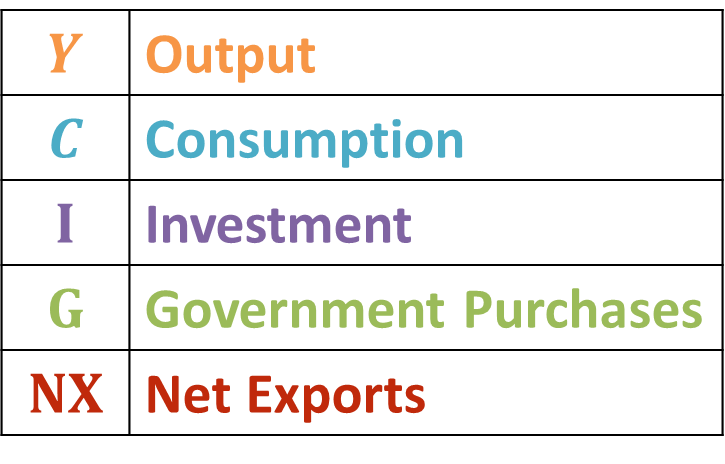 Y Output
C Consumption
I Investment
G Government Purchases
NX Net Exports